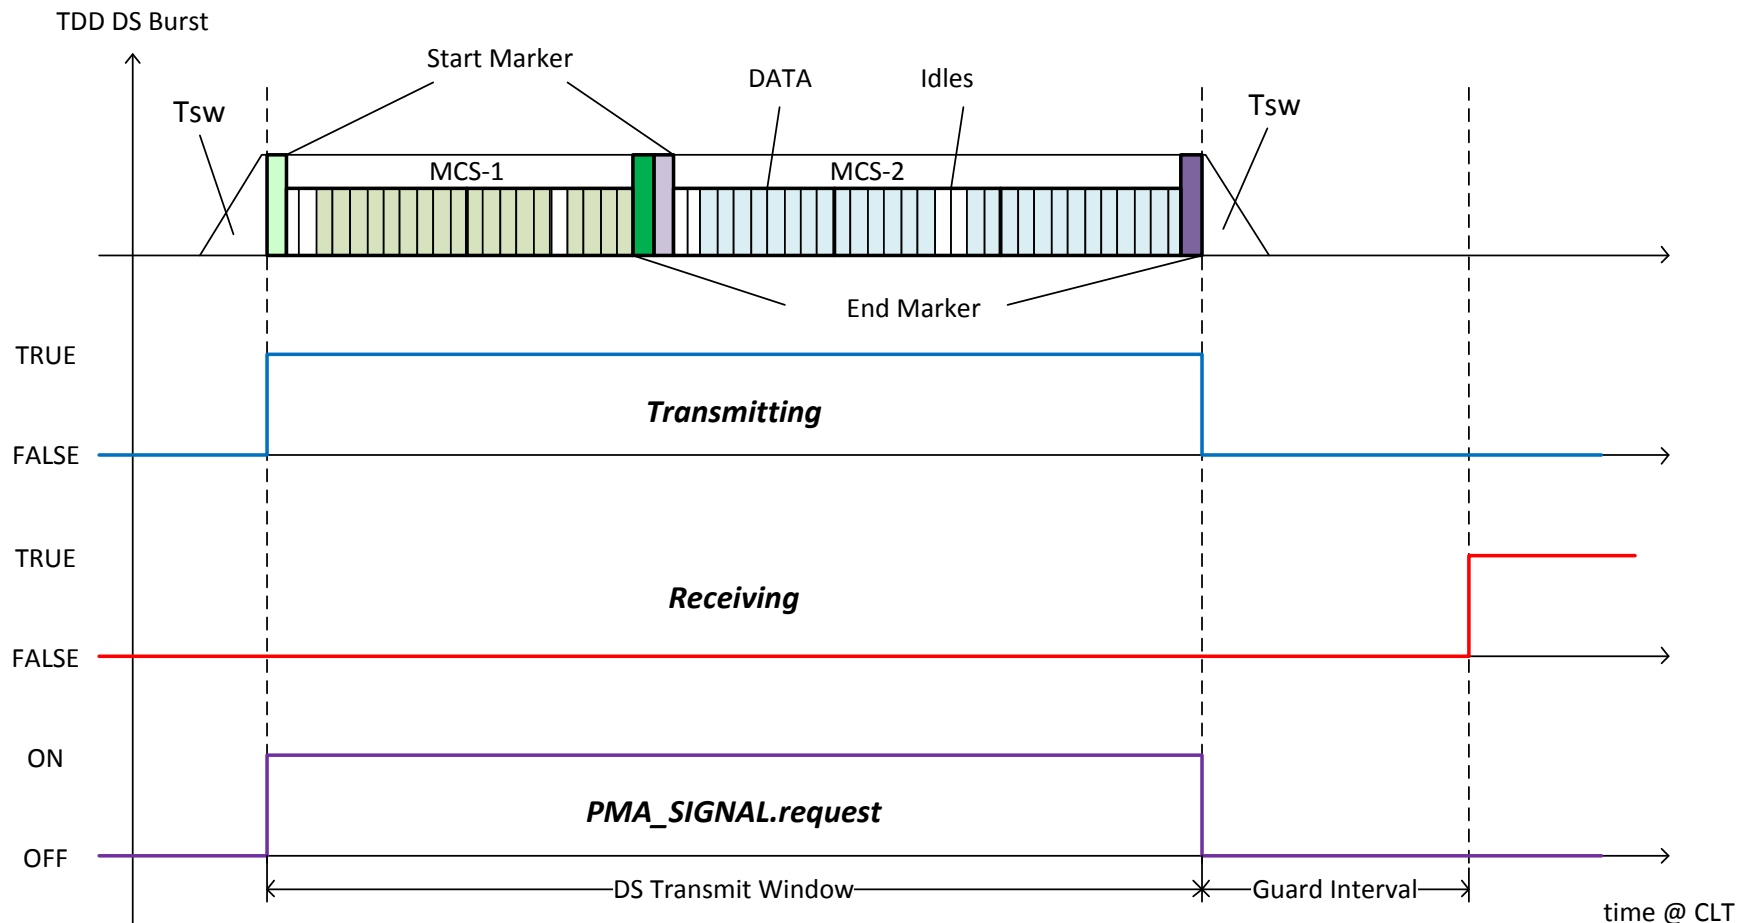 TDD DS Burst
Start Marker
DATA
Idles
Tsw
Tsw
MCS-1
MCS-2
End Marker
TRUE
Transmitting
FALSE
TRUE
Receiving
FALSE
ON
PMA_SIGNAL.request
OFF
DS Transmit Window
Guard Interval
time @ CLT